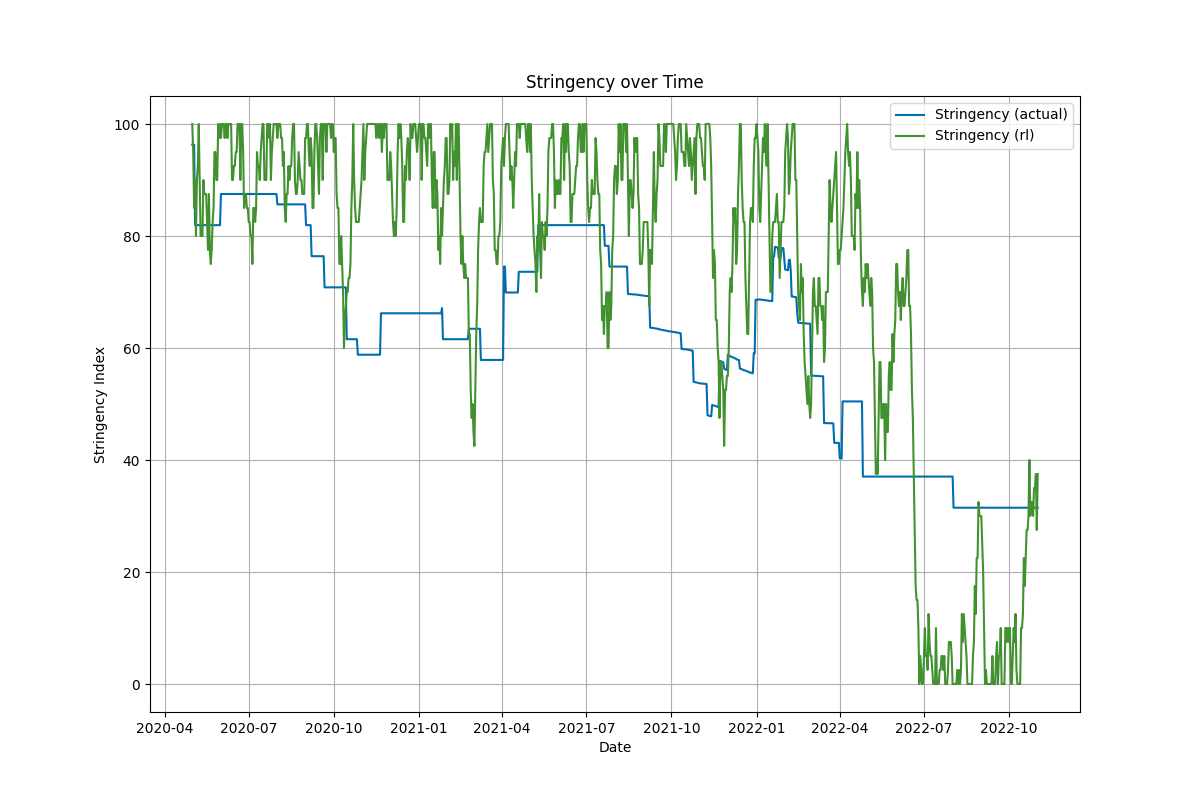 Stringency over Time
Stringency (actual)
Stringency (rl)
Stringency Index
100
80
60
40
20
0
2020-04 2020-07 2020-10 2021-01 2021-04 2021-07 2021-10 2022-01 2022-04 2022-07 2022-10
Date